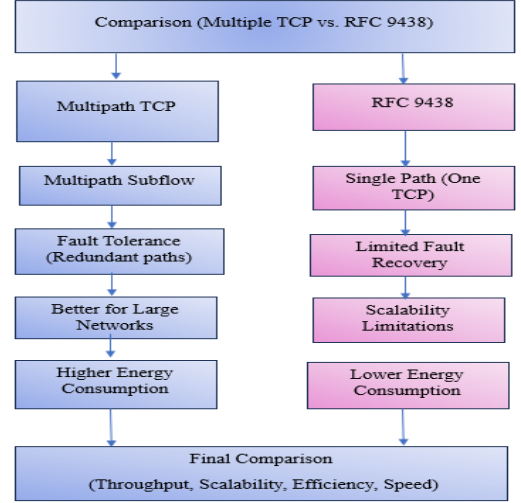 Comparison (Multiple TCP vs. RFC 9438)
Multipath TCP
RFC 9438
Multipath Subflow
Single Path (One
TCP)
Fault Tolerance
(Redundant paths)
Limited Fault
Recovery
Better for Large
Networks
Scalability
Limitations
Higher Energy
Consumption
Lower Energy
Consumption
Final Comparison
(Throughput, Scalability, Efficiency, Speed)